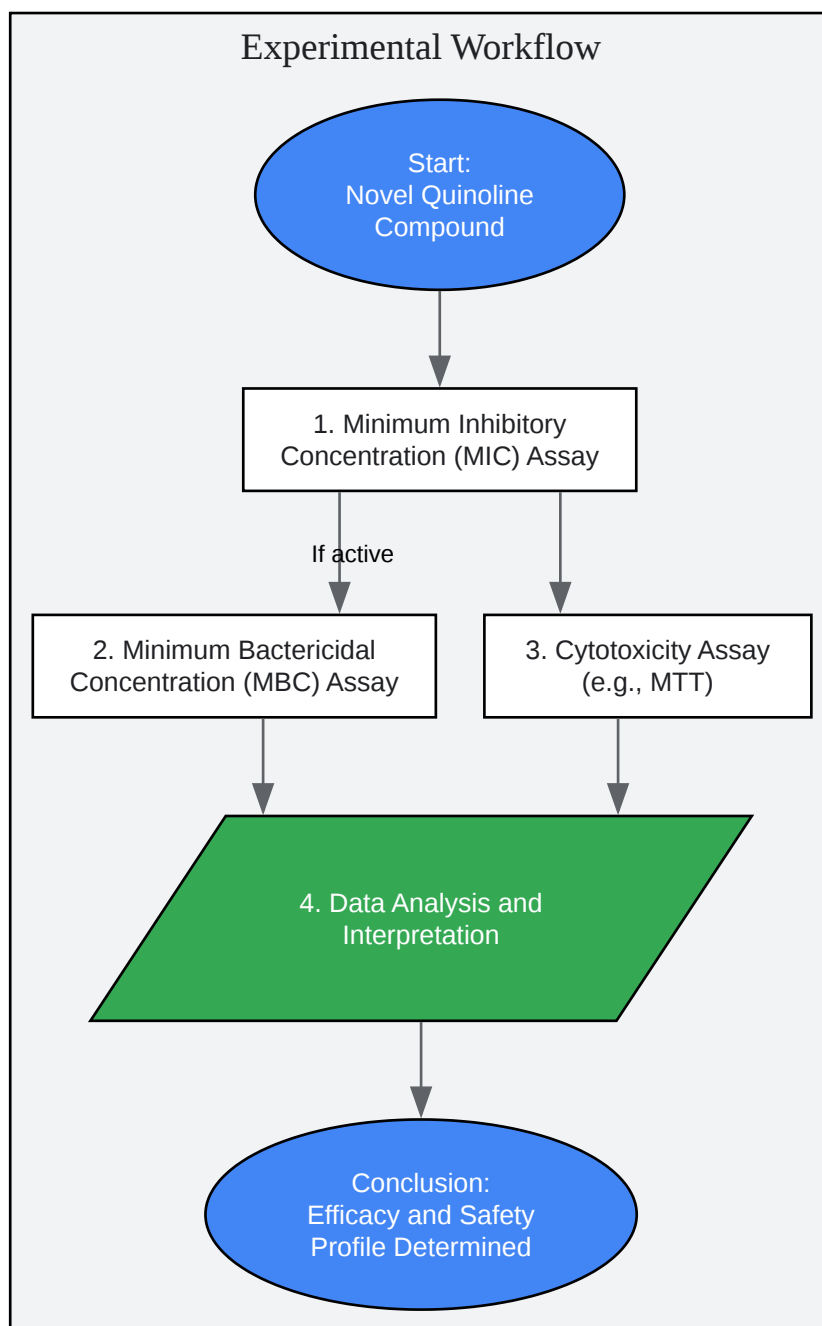 Experimental Workflow
Start:
Novel Quinoline
Compound
1. Minimum Inhibitory
Concentration (MIC) Assay
If active
2. Minimum Bactericidal
Concentration (MBC) Assay
3. Cytotoxicity Assay
(e.g., MTT)
4. Data Analysis and
Interpretation
Conclusion:
Efficacy and Safety
Profile Determined